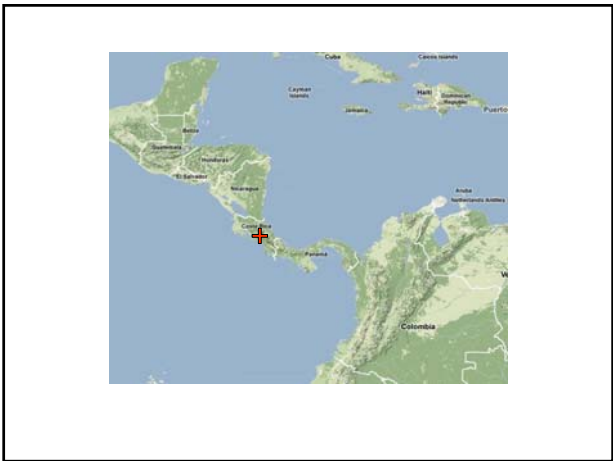 Cuba
Caicos Islands
Cayman
Islands
Haiti
Dominican
Republic
Jamaica
Puerto
Belize
Guatemala
Honduras
El Salvador
Nicaragua
Aruba
Netherlands Antilles
Costa Rica
Panama
Ve
Colombia